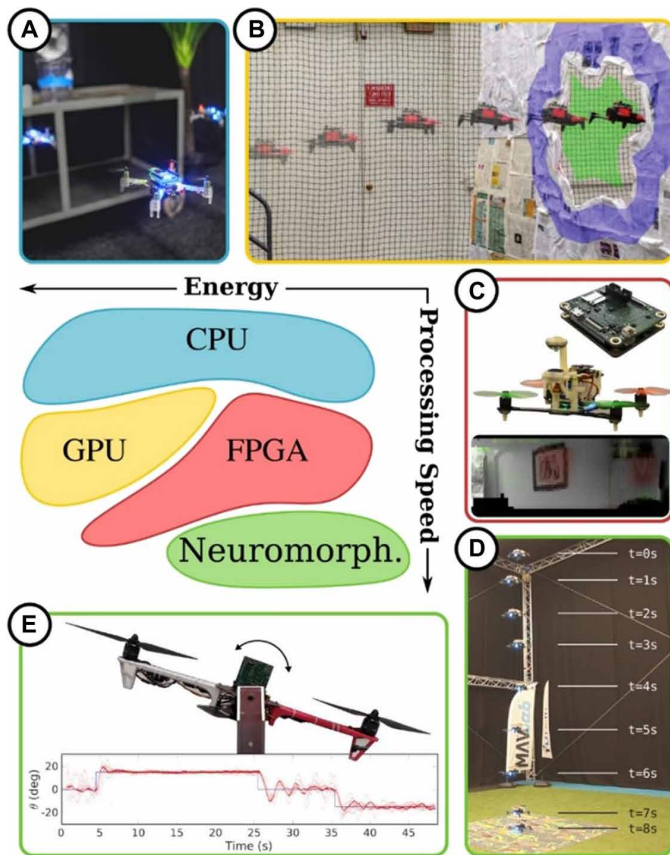 A
B
Energy
Processing Speed
CPU
GPU
FPGA
Neuromorph.
C
D
t=0s
t=1s
t=2s
t=3s
t=4s
t=5s
t=6s
t=7s
t=8s
MAVLab
E
θ (deg)
20
0
-20
0
5
10
15
20
25
30
35
40
45
Time (s)